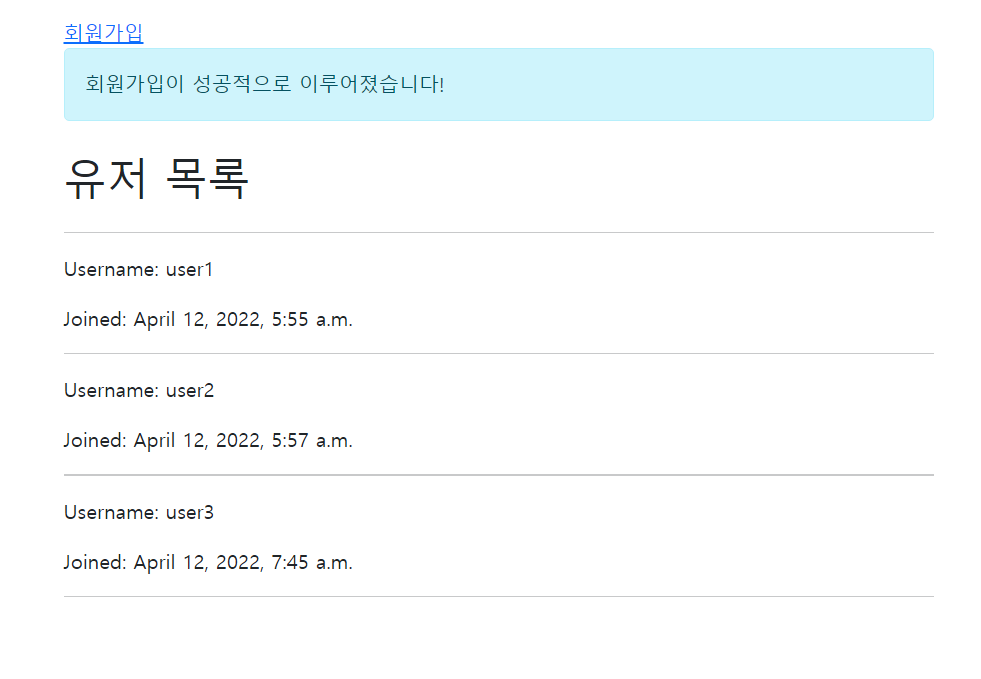 회원가입
회원가입이 성공적으로 이루어졌습니다!
유저 목록
Username: user1
Joined: April 12, 2022, 5:55 a.m.
Username: user2
Joined: April 12, 2022, 5:57 a.m.
Username: user3
Joined: April 12, 2022, 7:45 a.m.